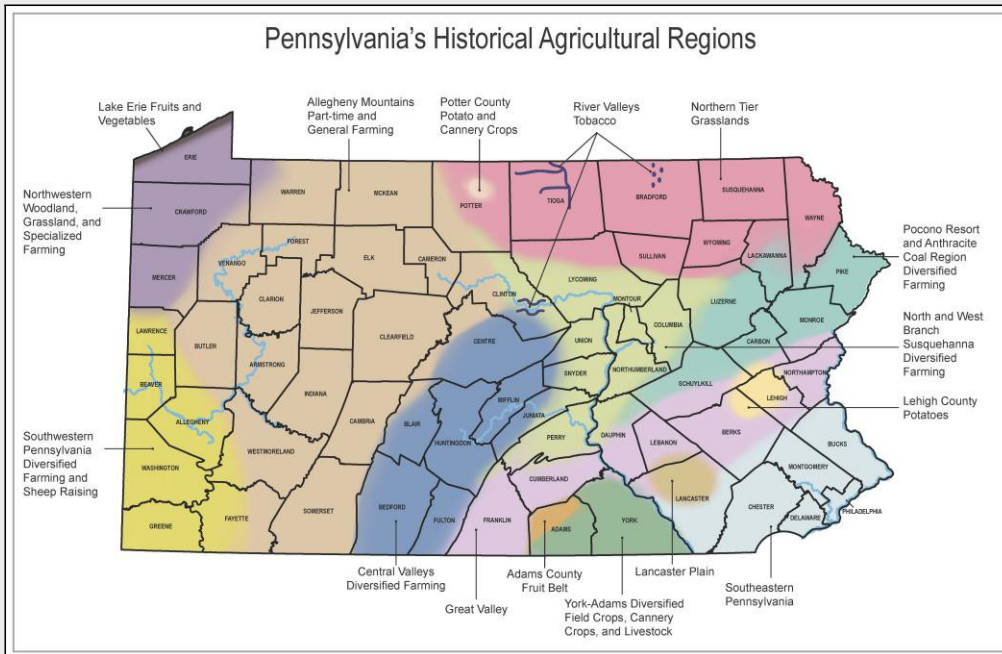 Pennsylvania's Historical Agricultural Regions
Lake Erie Fruits and
Vegetables
Allegheny Mountains
Part-time and
General Farming
Potter County
Potato and
Cannery Crops
River Valleys
Tobacco
Northern Tier
Grasslands
Northwestern
Woodland,
Grassland, and
Specialized
Farming
Pocono Resort and
Anthracite
Coal Region
Diversified
Farming
North and West
Branch
Susquehanna
Diversified
Farming
Lehigh County
Potatoes
Southwestern
Pennsylvania
Diversified
Farming and
Sheep Raising
Central Valleys
Diversified Farming
Great Valley
Adams County
Fruit Belt
York-Adams Diversified
Field Crops, Cannery
Crops, and Livestock
Lancaster Plain
Southeastern
Pennsylvania
ERIE
CRAWFORD
MERCER
WARREN
MCKEAN
POTTER
TIOGA
BRADFORD
SUSQUEHANNA
WAYNE
WYOMING
LACKAWANNA
PIKE
SULLIVAN
FOREST
VENANGO
ELK
CAMERON
CLINTON
LYCOMING
MONTOUR
COLUMBIA
LUZERNE
MONROE
CARBON
CLARION
JEFFERSON
CLEARFIELD
CENTRE
UNION
SNYDER
NORTHUMBERLAND
SCHUYLKILL
NORTHAMPTON
LEHIGH
LAWRENCE
BUTLER
ARMSTRONG
BEAVER
ALLEGHENY
INDIANA
CAMBRIA
BLAIR
HUNTINGDON
MIFFLIN
JUNIATA
PERRY
DAUPHIN
LEBANON
BERKS
BUCKS
MONTGOMERY
WASHINGTON
WESTMORELAND
GREENE
FAYETTE
SOMERSET
BEDFORD
FULTON
FRANKLIN
CUMBERLAND
ADAMS
YORK
LANCASTER
CHESTER
DELAWARE
PHILADELPHIA